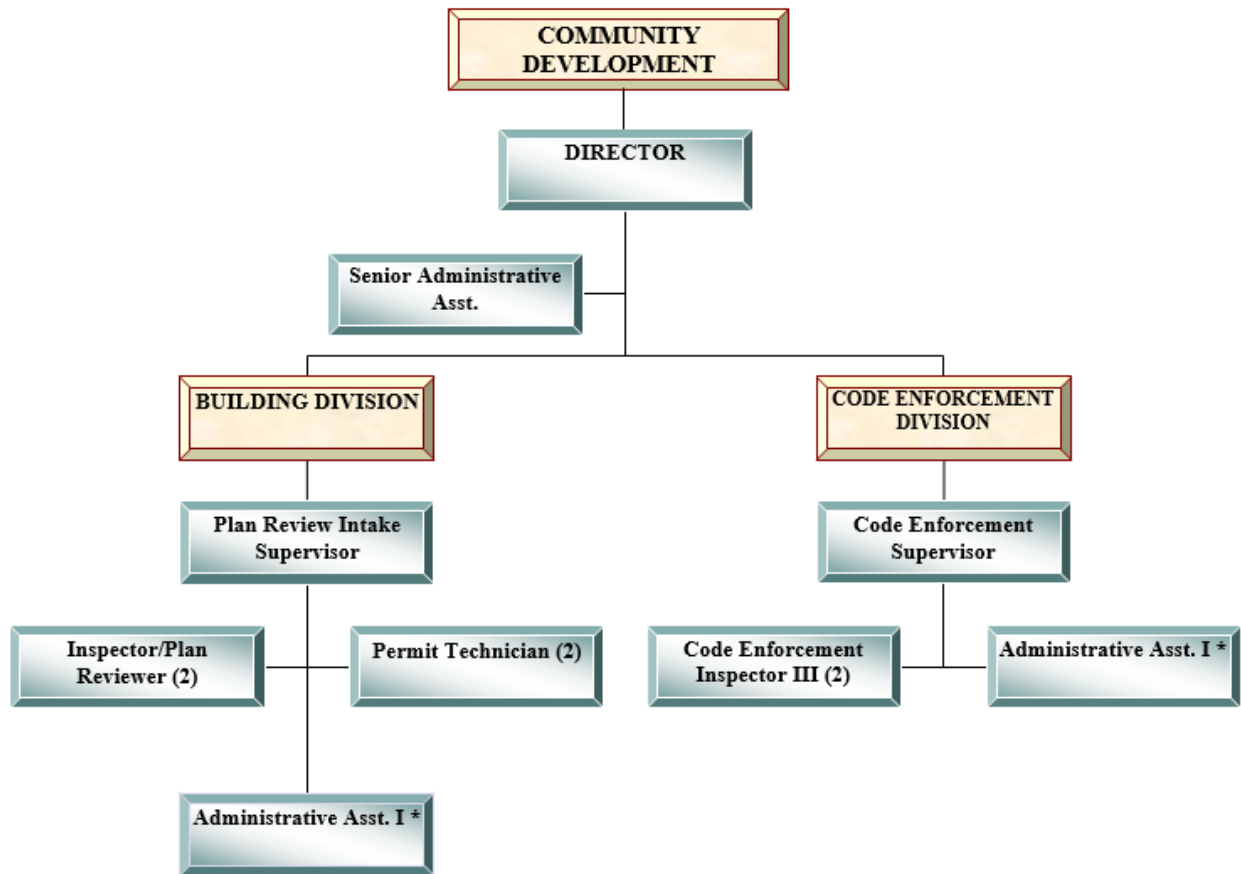 COMMUNITY
DEVELOPMENT
DIRECTOR
Senior Administrative
Asst.
BUILDING DIVISION
CODE ENFORCEMENT
DIVISION
Plan Review Intake
Supervisor
Code Enforcement
Supervisor
Inspector/Plan
Reviewer (2)
Permit Technician (2)
Code Enforcement
Inspector III (2)
Administrative Asst. I *
Administrative Asst. I *